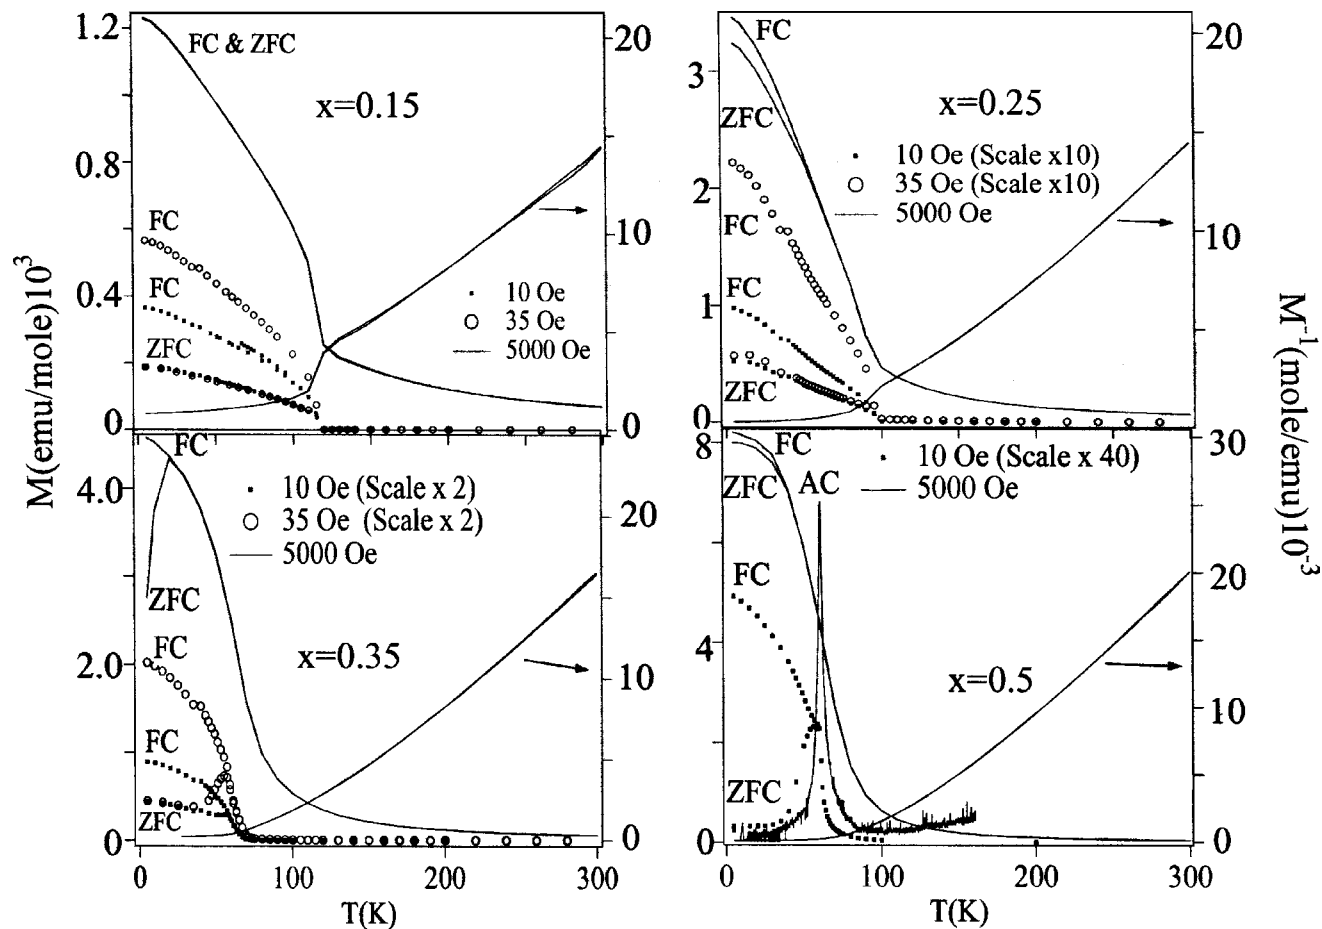 1.2
0.8
0.4
0
FC & ZFC
x=0.15
FC
FC
ZFC
10 Oe
35 Oe
5000 Oe
20
10
0
3
2
1
0
FC
ZFC
x=0.25
10 Oe (Scale x10)
35 Oe (Scale x10)
5000 Oe
FC
FC
ZFC
20
10
0
M(emu/mole)10³
M⁻¹(mole/emu)10⁻³
4.0
2.0
0
FC
10 Oe (Scale x 2)
35 Oe (Scale x 2)
5000 Oe
ZFC
FC
x=0.35
FC
ZFC
20
10
0
0
100
200
300
T(K)
8
4
0
FC
ZFC
AC
10 Oe (Scale x 40)
5000 Oe
FC
x=0.5
ZFC
30
20
10
0
0
100
200
300
T(K)